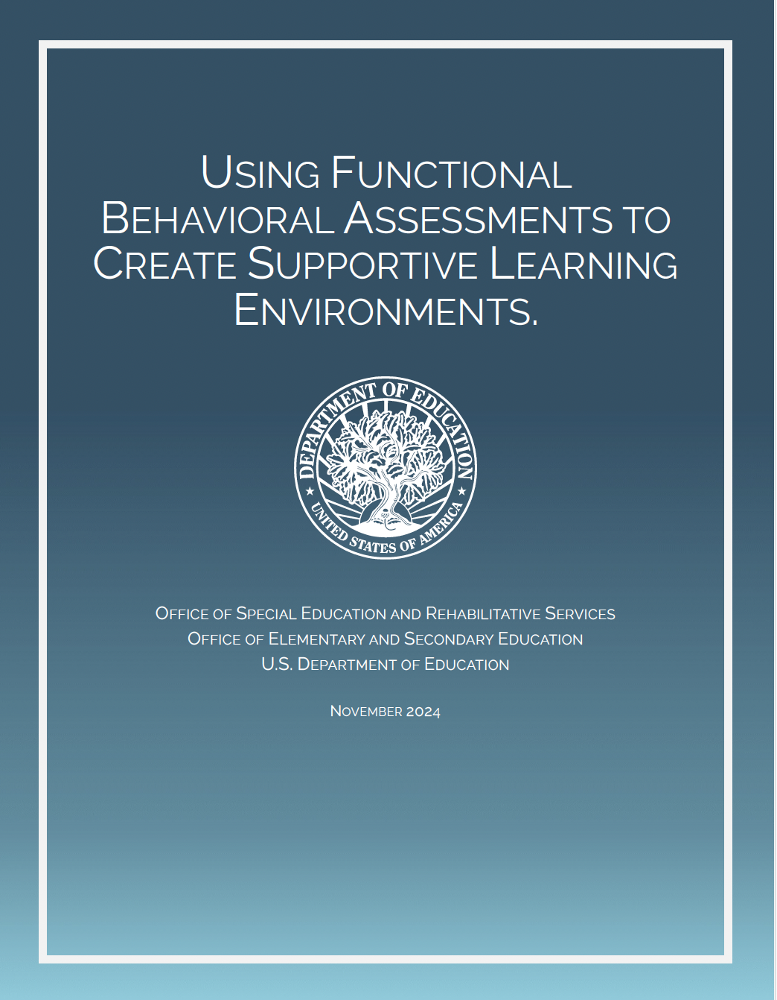 Using Functional
Behavioral Assessments to
Create Supportive Learning
Environments.
DEPARTMENT OF EDUCATION
UNITED STATES OF AMERICA
Office of Special Education and Rehabilitative Services
Office of Elementary and Secondary Education
U.S. Department of Education
November 2024